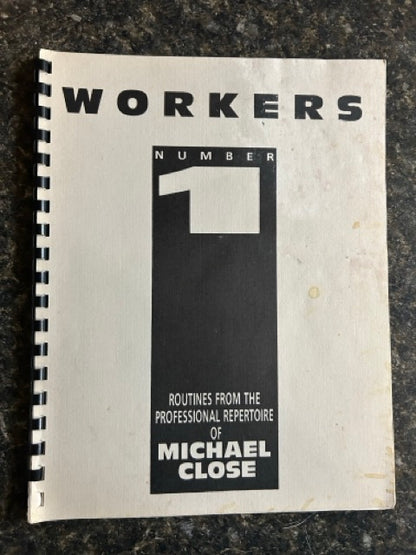 WORKERS
NUMBER
1
ROUTINES FROM THE
PROFESSIONAL REPERTOIRE
OF
MICHAEL
CLOSE